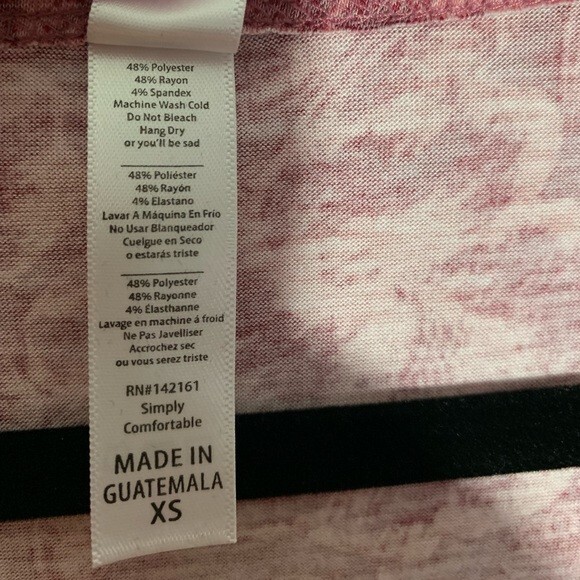 48% Polyester
48% Rayon
4% Spandex
Machine Wash Cold
Do Not Bleach
Hang Dry
or you'll be sad
48% Poliéster
48% Rayón
4% Elastano
Lavar A Máquina En Frío
No Usar Blanqueador
Cuelgue en Seco
o estarás triste
48% Polyester
48% Rayonne
4% Élasthanne
Lavage en machine á froid
Ne Pas Javelliser
Accrochez sec
ou vous serez triste
RN#142161
Simply
Comfortable
MADE IN
GUATEMALA
XS